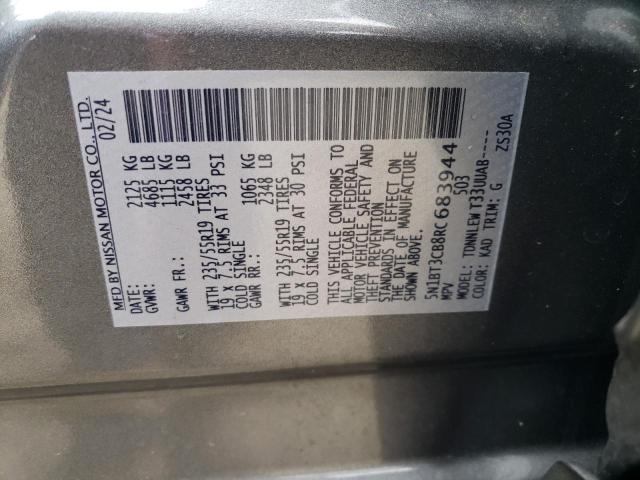 MFD BY NISSAN MOTOR CO., LTD.
DATE: 02/24
GVWR: 2125 KG
4685 LB
GAWR FR.: 1115 KG
2458 LB
WITH 235/55R19 TIRES
19 X 7.5 RIMS AT 33 PSI
COLD SINGLE
GAWR RR.: 1065 KG
2348 LB
WITH 235/55R19 TIRES
19 X 7.5 RIMS AT 30 PSI
COLD SINGLE
THIS VEHICLE CONFORMS TO
ALL APPLICABLE FEDERAL
MOTOR VEHICLE SAFETY AND
THEFT PREVENTION
STANDARDS IN EFFECT ON
THE DATE OF MANUFACTURE
SHOWN ABOVE.
5N1BT3CB8RC683944
MPV 503
MODEL: TDNNLEWT33UUAB-----
COLOR: KAD TRIM: G ZS30A